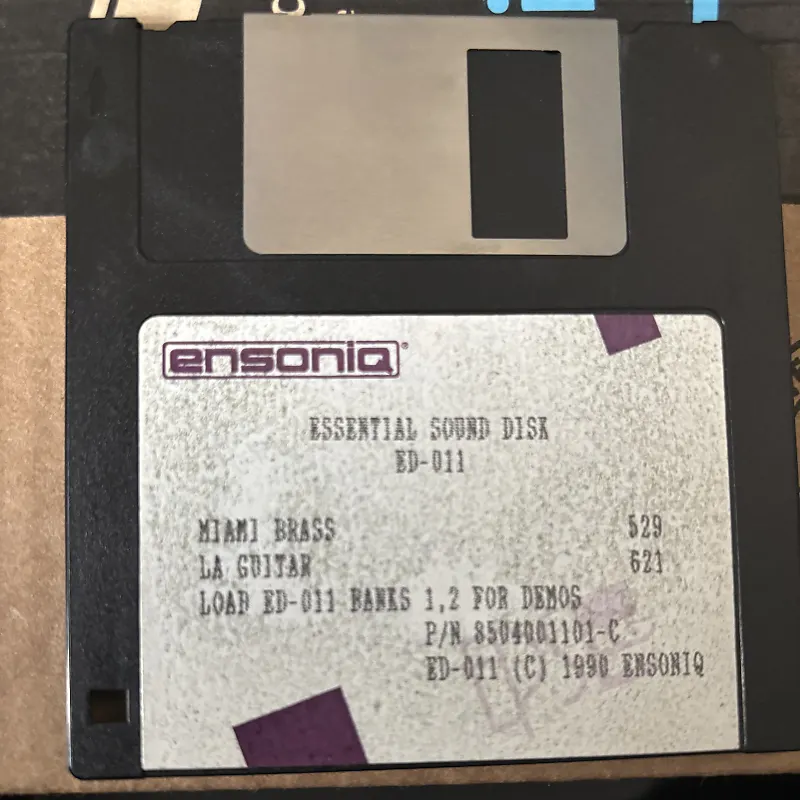 ensoniq®
ESSENTIAL SOUND DISK
ED-011
MIAMI BRASS 529
LA GUITAR 621
LOAD ED-011 BANKS 1,2 FOR DEMOS
P/N 8504001101-C
ED-011 (C) 1990 ENSONIQ